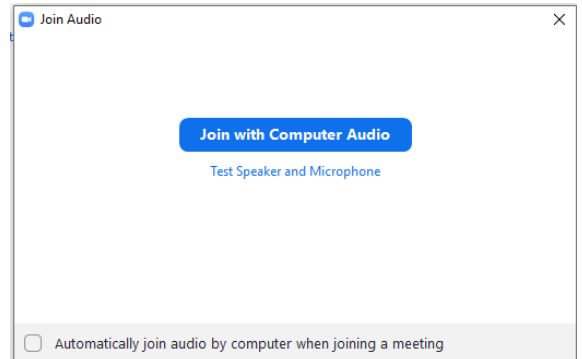 Join Audio
Join with Computer Audio
Test Speaker and Microphone
Automatically join audio by computer when joining a meeting